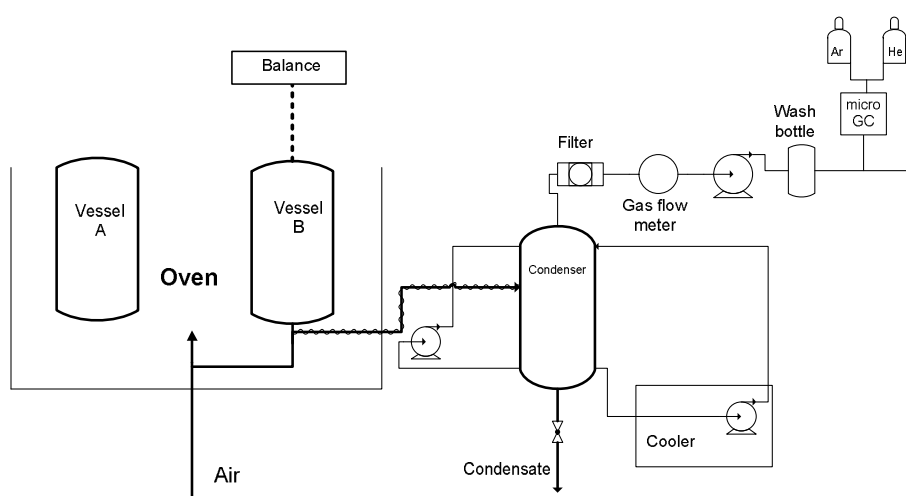 Balance
Vessel
A
Vessel
B
Oven
Air
Condenser
Condensate
Cooler
Filter
Gas flow
meter
Wash
bottle
micro
GC
Ar
He